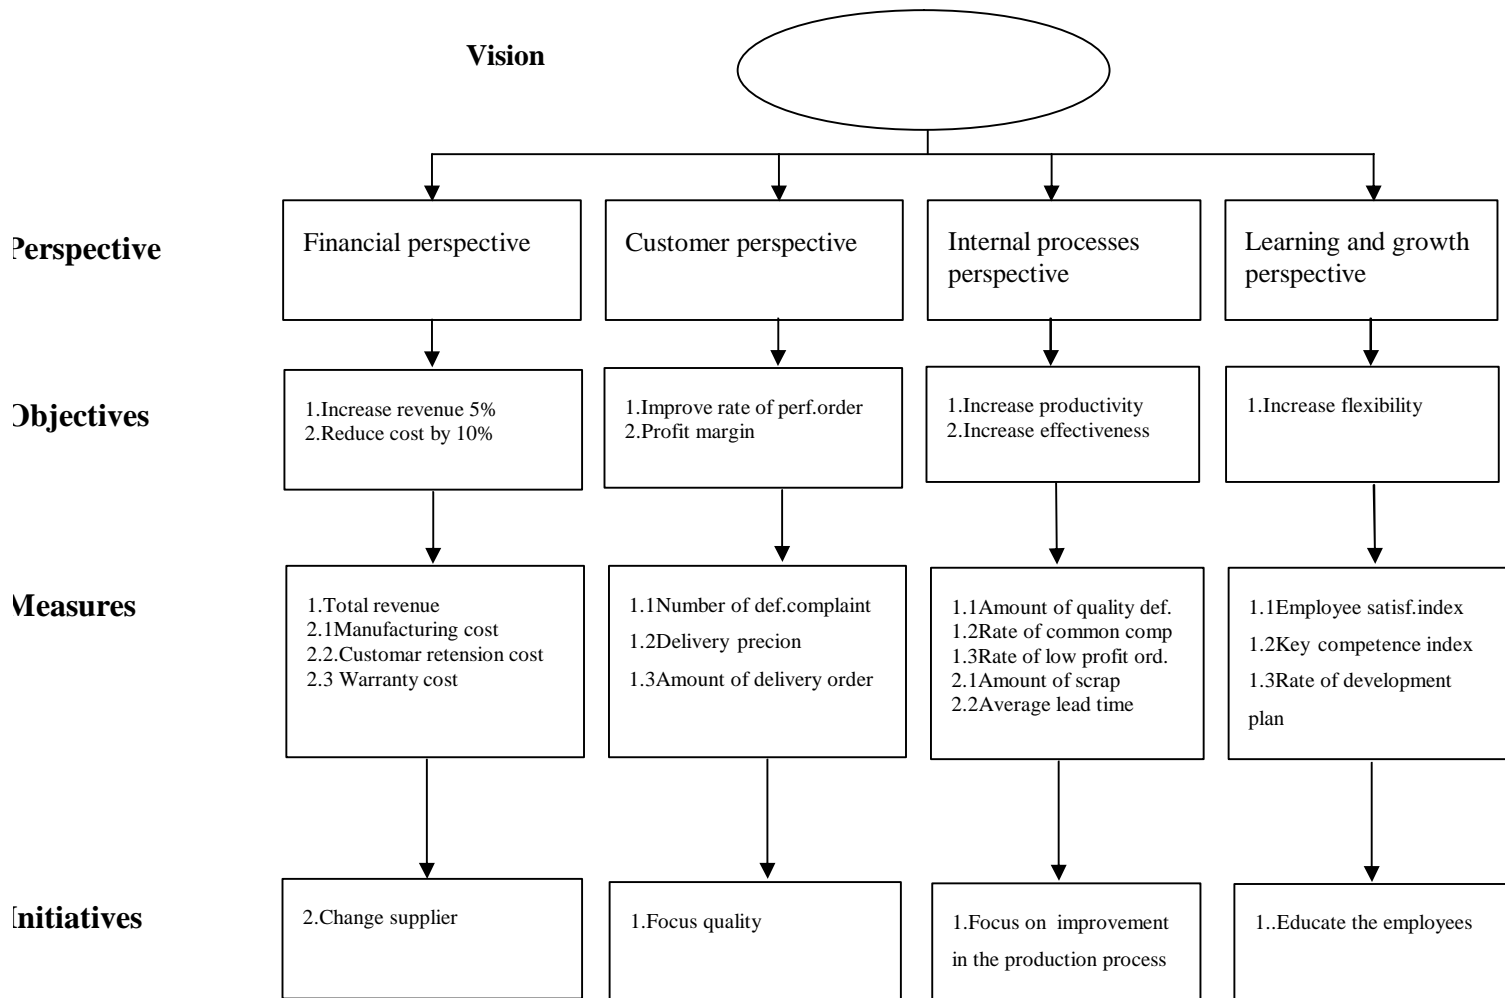 Vision
Perspective
Financial perspective
Customer perspective
Internal processes
perspective
Learning and growth
perspective
Objectives
1.Increase revenue 5%
2.Reduce cost by 10%
1.Improve rate of perf.order
2.Profit margin
1.Increase productivity
2.Increase effectiveness
1.Increase flexibility
Measures
1.Total revenue
2.1Manufacturing cost
2.2.Customar retension cost
2.3 Warranty cost
1.1Number of def.complaint
1.2Delivery precion
1.3Amount of delivery order
1.1Amount of quality def.
1.2Rate of common comp
1.3Rate of low profit ord.
2.1Amount of scrap
2.2Average lead time
1.1Employee satisf.index
1.2Key competence index
1.3Rate of development
plan
Initiatives
2.Change supplier
1.Focus quality
1.Focus on improvement
in the production process
1..Educate the employees